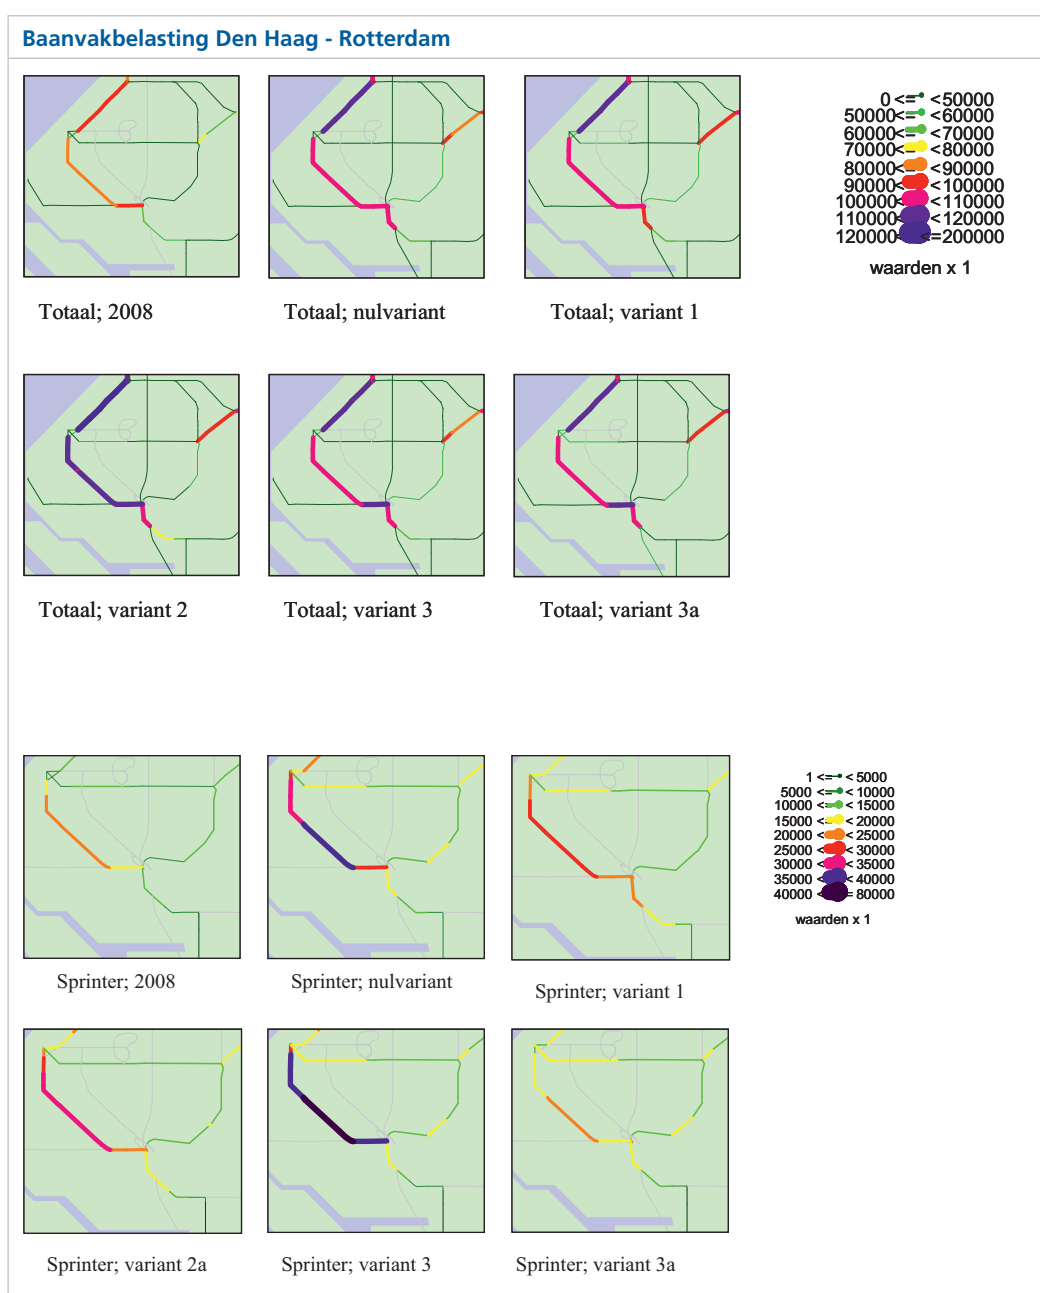 Baanvakbelasting Den Haag - Rotterdam
0 <= <50000
50000<= <60000
60000<= <70000
70000<= <80000
80000<= <90000
90000<= <100000
100000<= <110000
110000< <120000
120000< <=200000
waarden x 1
Totaal; 2008
Totaal; nulvariant
Totaal; variant 1
Totaal; variant 2
Totaal; variant 3
Totaal; variant 3a
1 <= < 5000
5000 <= < 10000
10000 <= < 15000
15000 <= < 20000
20000 <= < 25000
25000 <= < 30000
30000 < < 35000
35000 < < 40000
40000 < = 80000
waarden x 1
Sprinter; 2008
Sprinter; nulvariant
Sprinter; variant 1
Sprinter; variant 2a
Sprinter; variant 3
Sprinter; variant 3a